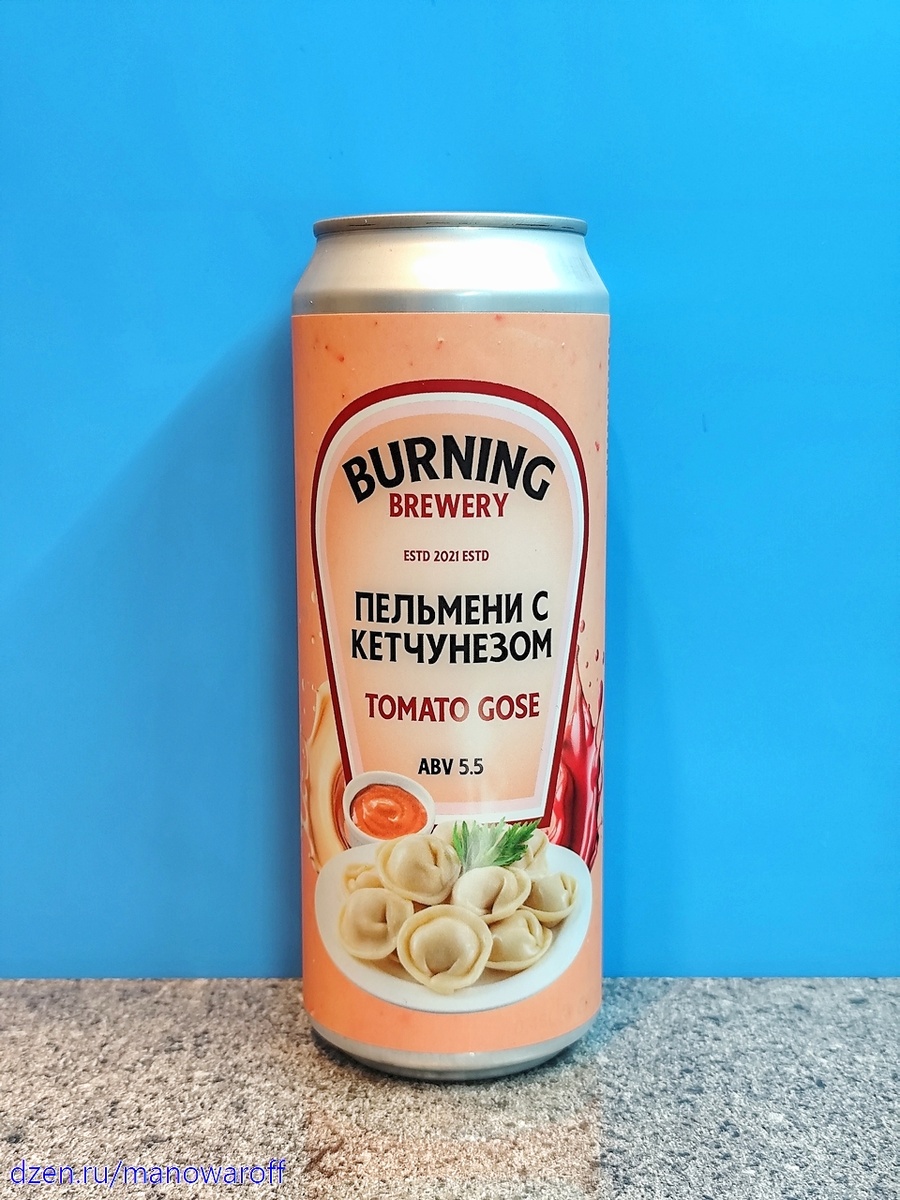 BURNING
BREWERY
ESTD 2021 ESTD
ПЕЛЬМЕНИ С
КЕТЧУНЕЗОМ
TOMATO GOSE
ABV 5.5
dzen.ru/manowaroff